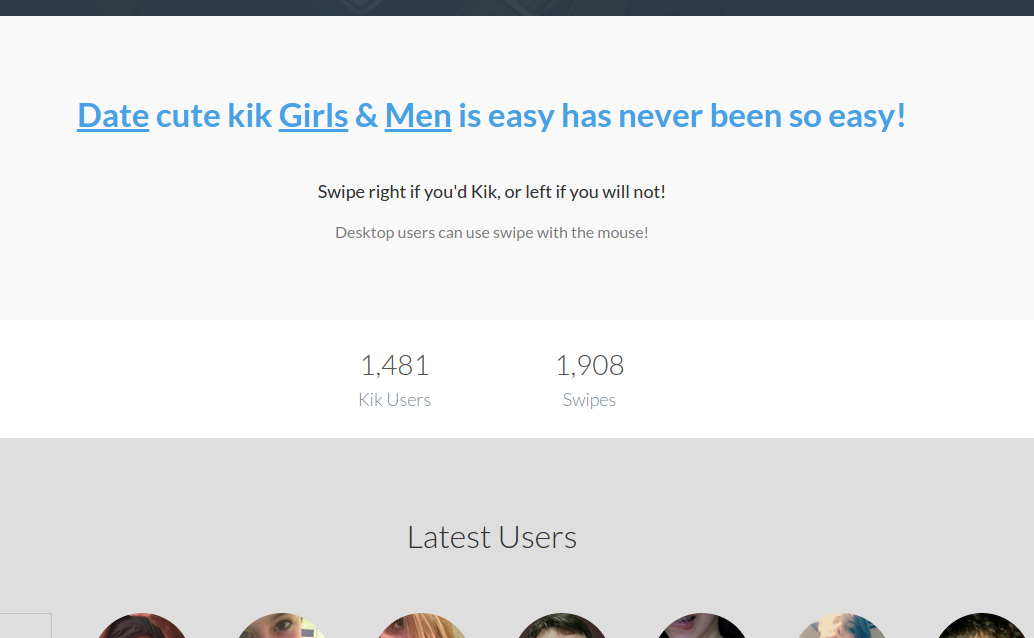 Date cute kik Girls & Men is easy has never been so easy!
Swipe right if you'd Kik, or left if you will not!
Desktop users can use swipe with the mouse!
1,481
Kik Users
1,908
Swipes
Latest Users